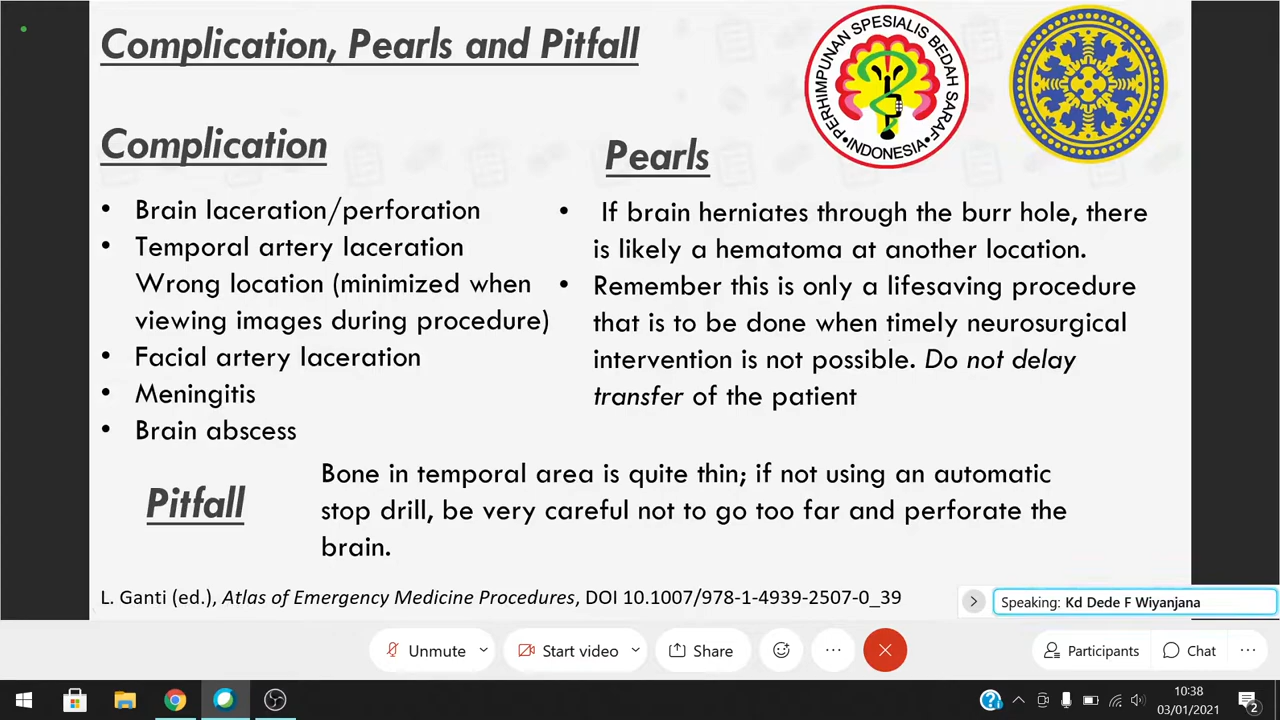 Complication, Pearls and Pitfall
PERHIMPUNAN SPESIALIS BEDAH SARAF
INDONESIA
Complication
• Brain laceration/perforation
• Temporal artery laceration
Wrong location (minimized when
viewing images during procedure)
• Facial artery laceration
• Meningitis
• Brain abscess
Pearls
• If brain herniates through the burr hole, there
is likely a hematoma at another location.
• Remember this is only a lifesaving procedure
that is to be done when timely neurosurgical
intervention is not possible. Do not delay
transfer of the patient
Pitfall
Bone in temporal area is quite thin; if not using an automatic
stop drill, be very careful not to go too far and perforate the
brain.
L. Ganti (ed.), Atlas of Emergency Medicine Procedures, DOI 10.1007/978-1-4939-2507-0_39
Speaking: Kd Dede F Wiyanjana
Unmute
Start video
Share
Participants
Chat
10:38
03/01/2021
2